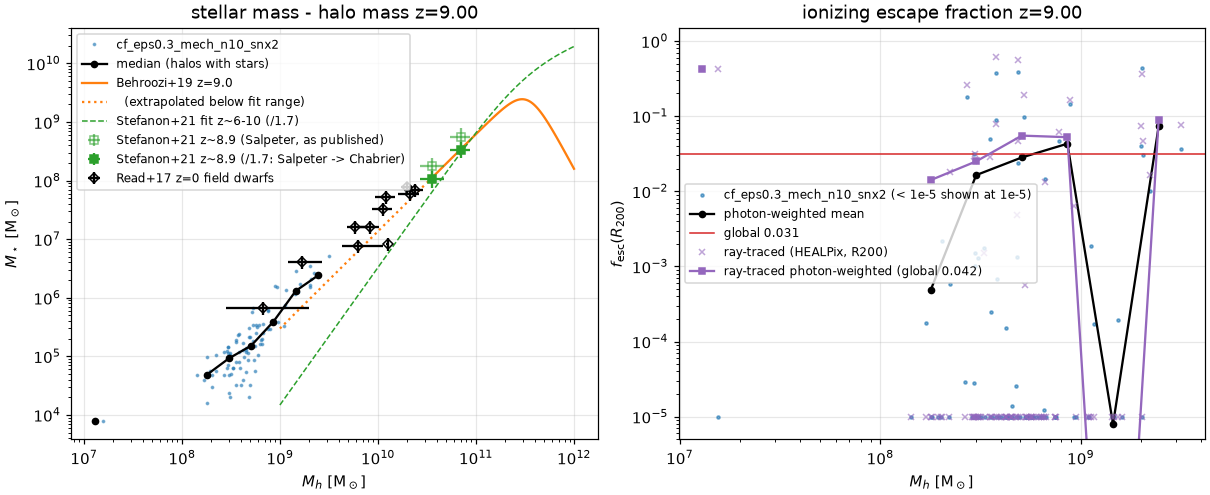 stellar mass - halo mass z=9.00
10^10
10^9
10^8
10^7
10^6
10^5
10^4
M⋆ [M⊙]
cf_eps0.3_mech_n10_snx2
median (halos with stars)
Behroozi+19 z=9.0
(extrapolated below fit range)
Stefanon+21 fit z~6-10 (/1.7)
Stefanon+21 z~8.9 (Salpeter, as published)
Stefanon+21 z~8.9 (/1.7: Salpeter -> Chabrier)
Read+17 z=0 field dwarfs
10^7 10^8 10^9 10^10 10^11 10^12
M_h [M⊙]
ionizing escape fraction z=9.00
10^0
10^−1
10^−2
10^−3
10^−4
10^−5
f_esc(R_200)
cf_eps0.3_mech_n10_snx2 (< 1e-5 shown at 1e-5)
photon-weighted mean
global 0.031
ray-traced (HEALPix, R200)
ray-traced photon-weighted (global 0.042)
10^7 10^8 10^9
M_h [M⊙]